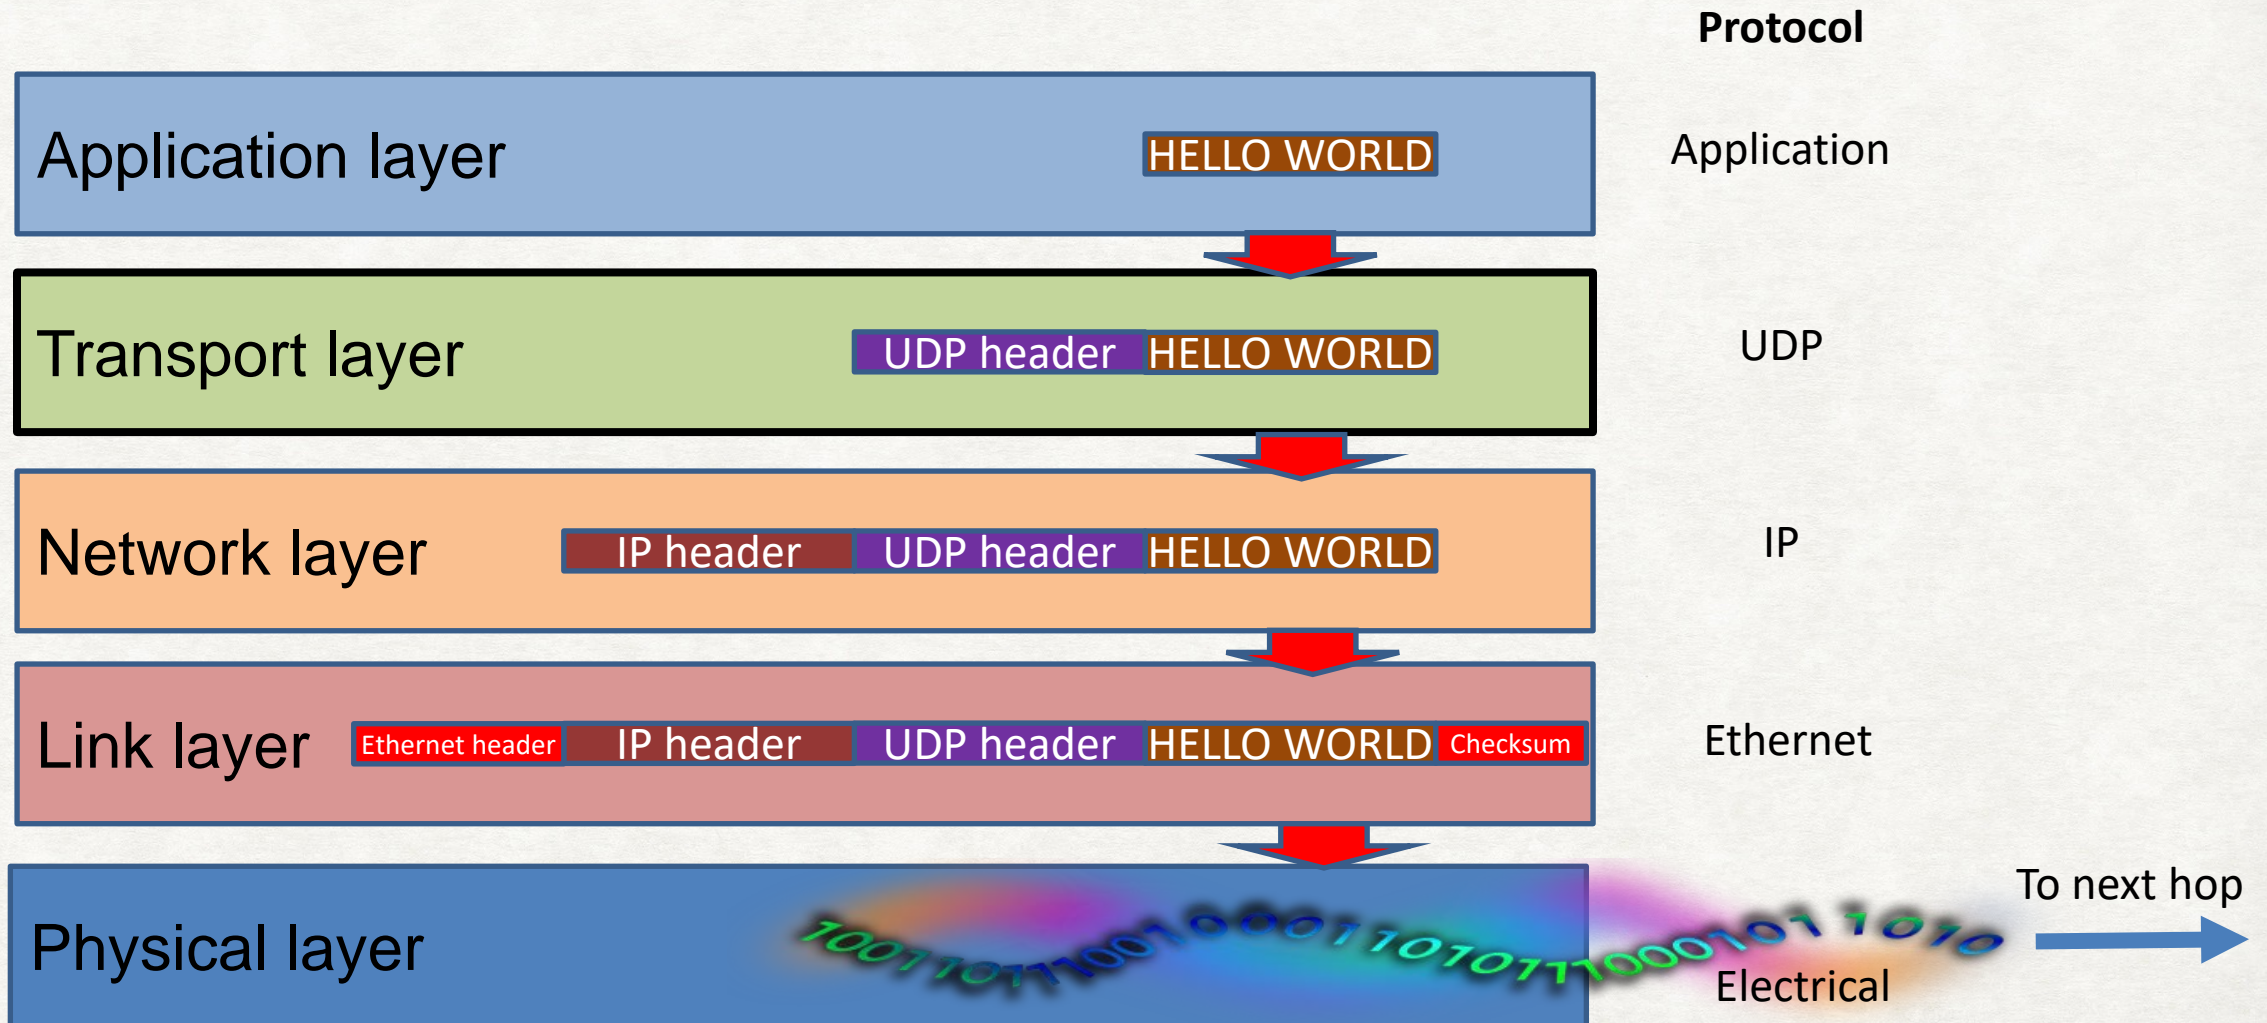 Protocol
Application layer HELLO WORLD Application
Transport layer UDP header HELLO WORLD UDP
Network layer IP header UDP header HELLO WORLD IP
Link layer Ethernet header IP header UDP header HELLO WORLD Checksum Ethernet
To next hop
Physical layer
Electrical